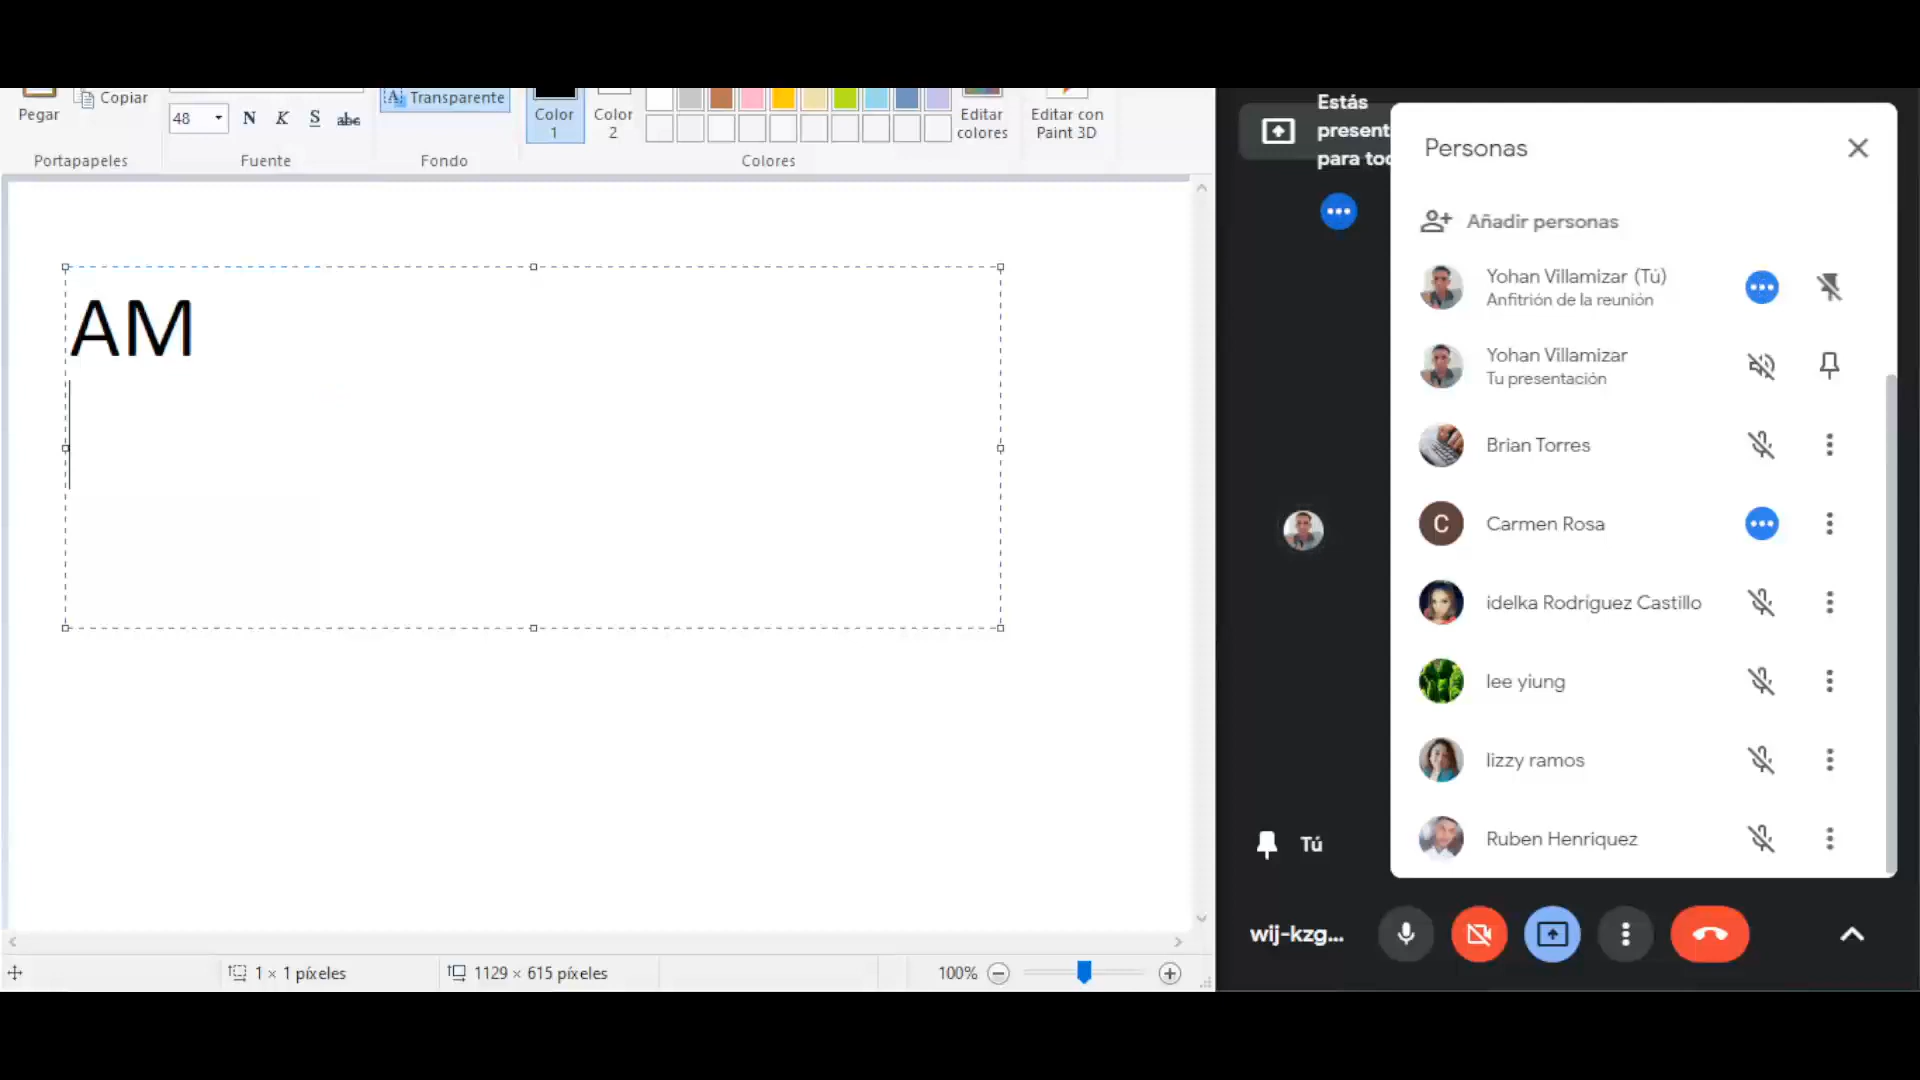 Pegar
Copiar
Portapapeles
48
N K S abc
Fuente
A Transparente
Fondo
Color 1
Color 2
Editar colores
Colores
Editar con Paint 3D
AM
1 × 1 píxeles
1129 × 615 píxeles
100%
Estás
present
para tod
Tú
wij-kzg...
Personas
Añadir personas
Yohan Villamizar (Tú)
Anfitrión de la reunión
Yohan Villamizar
Tu presentación
Brian Torres
C
Carmen Rosa
idelka Rodríguez Castillo
lee yiung
lizzy ramos
Ruben Henriquez